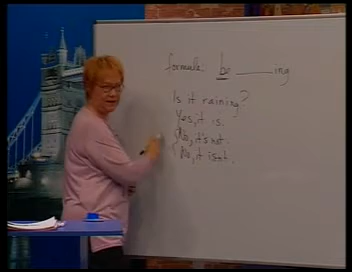 formula: be ____ing
Is it raining?
Yes, it is.
No, it's not.
No, it isn't.